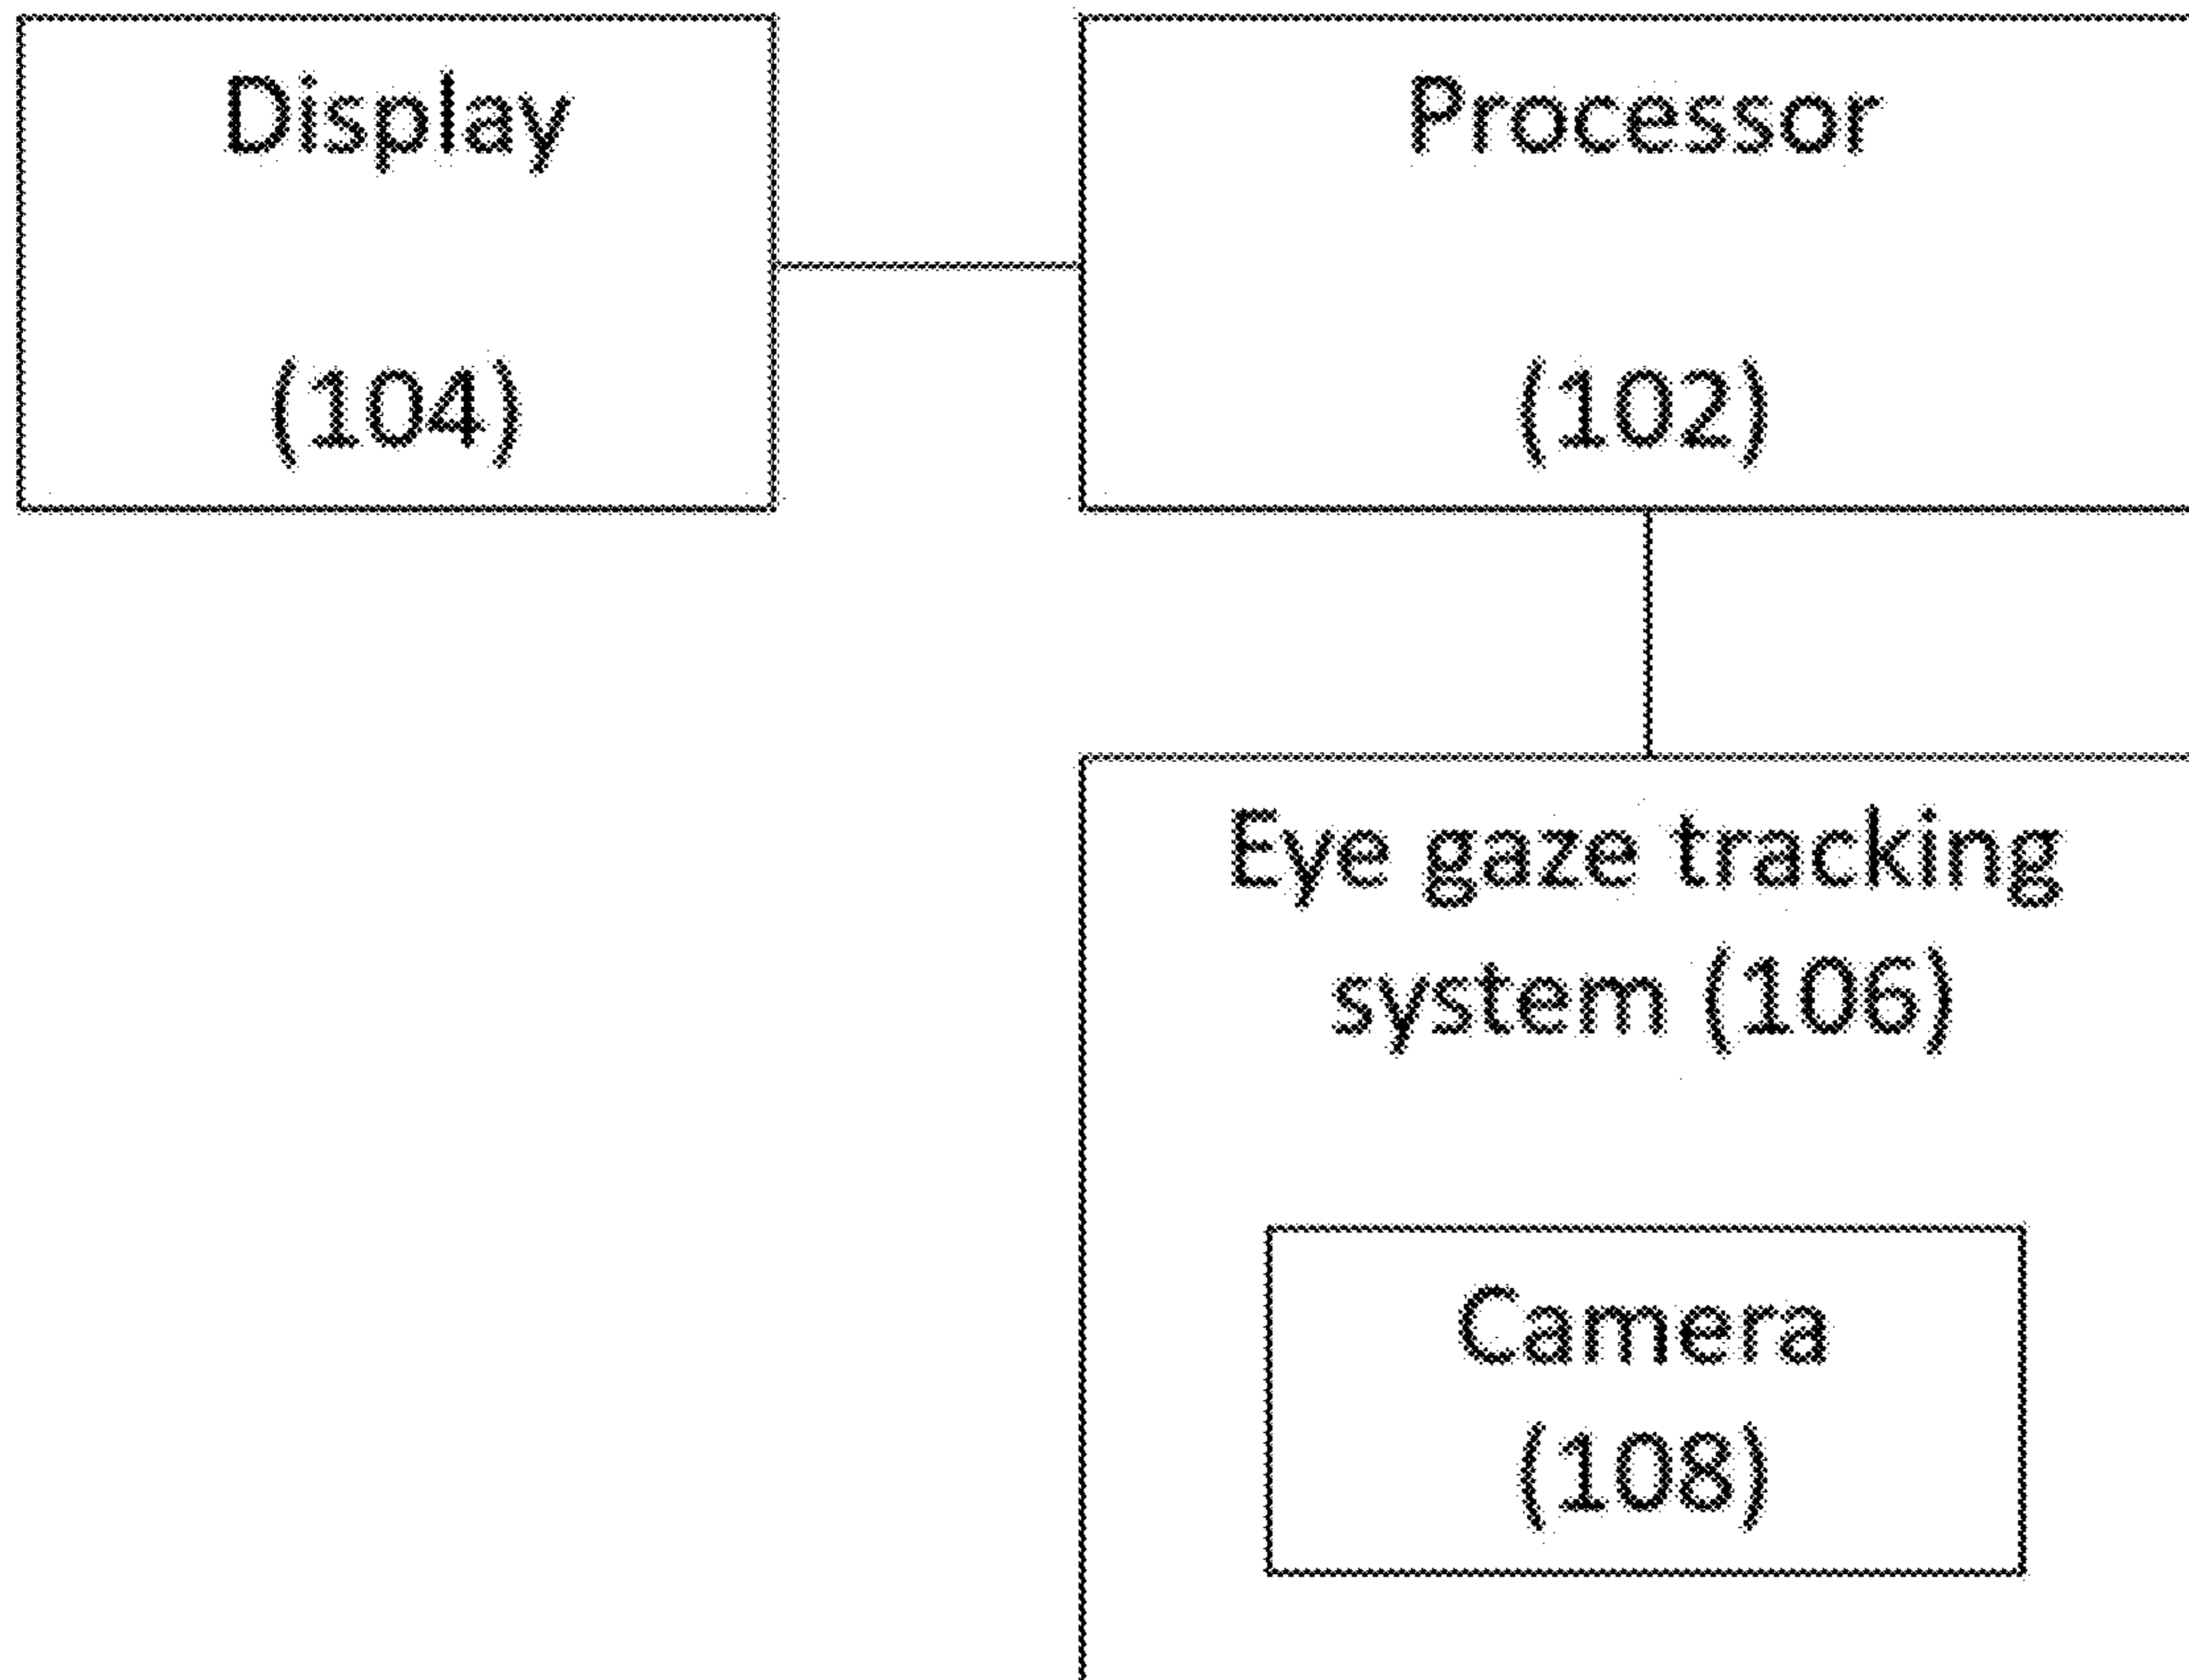 Display
(104)
Processor
(102)
Eye gaze tracking
system (106)
Camera
(108)